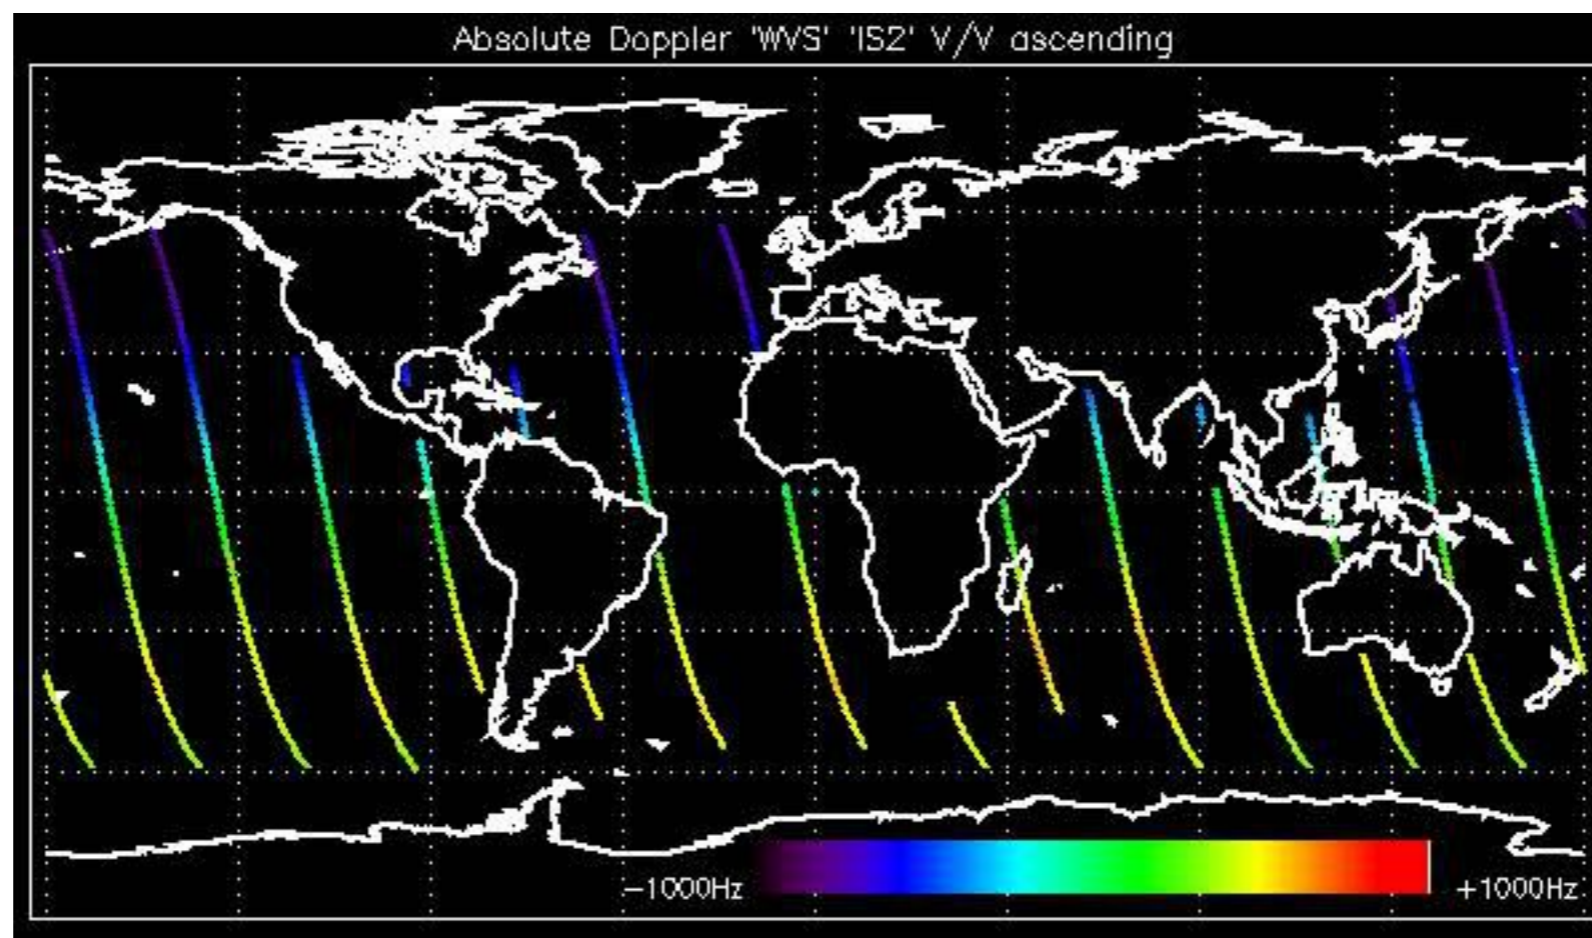 Absolute Doppler 'WVS' 'IS2' V/V ascending
-1000Hz +1000Hz